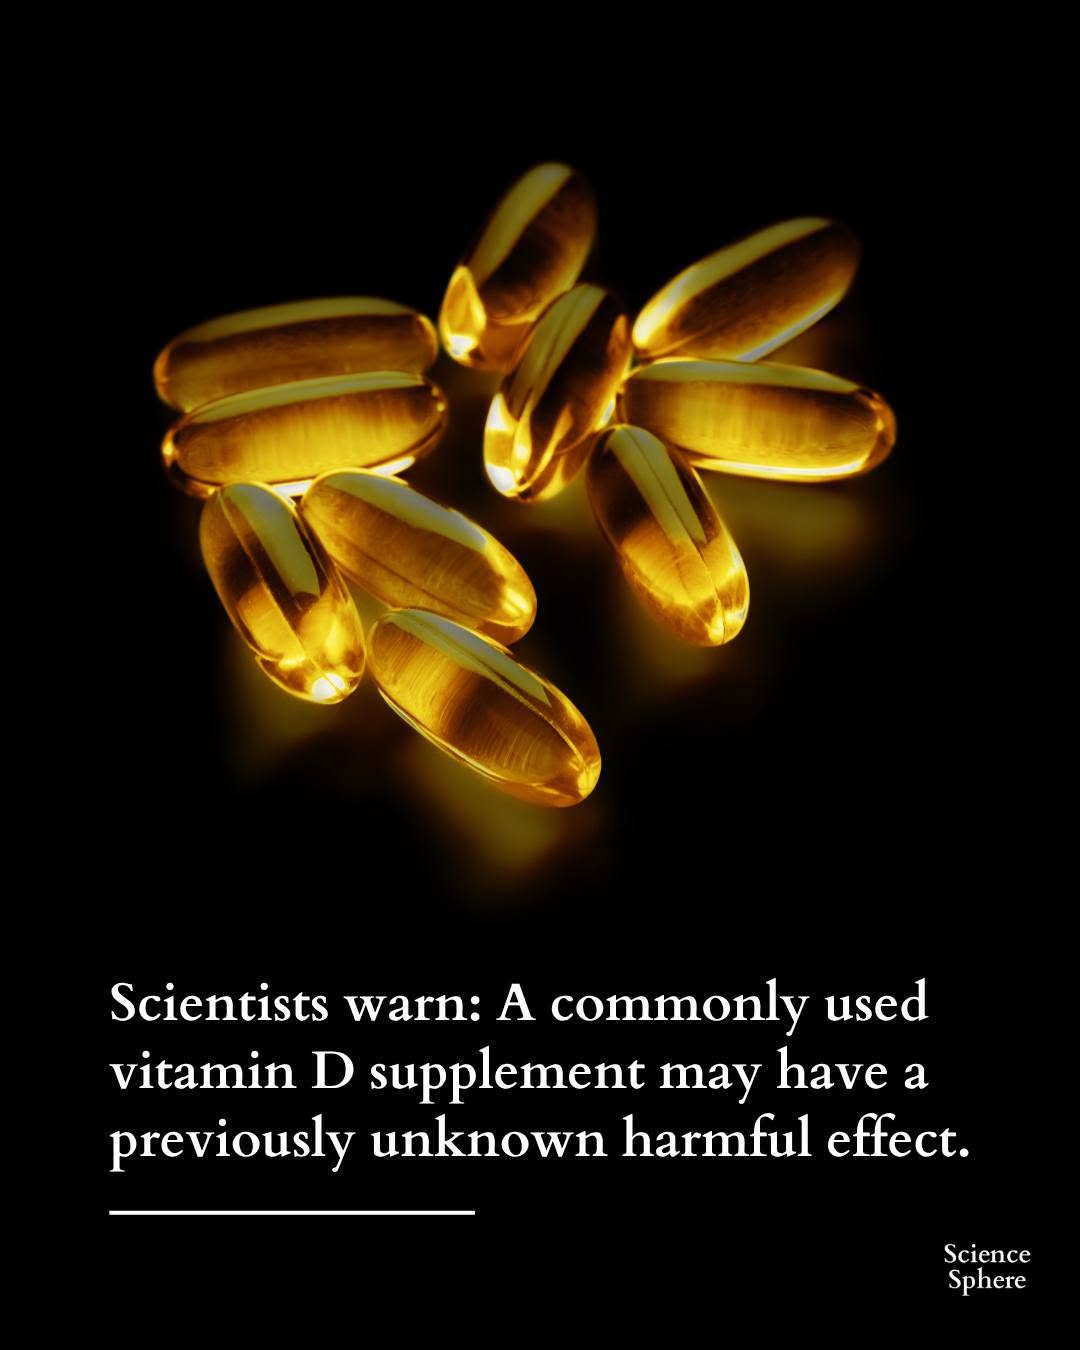 Scientists warn: A commonly used
vitamin D supplement may have a
previously unknown harmful effect.
Science
Sphere